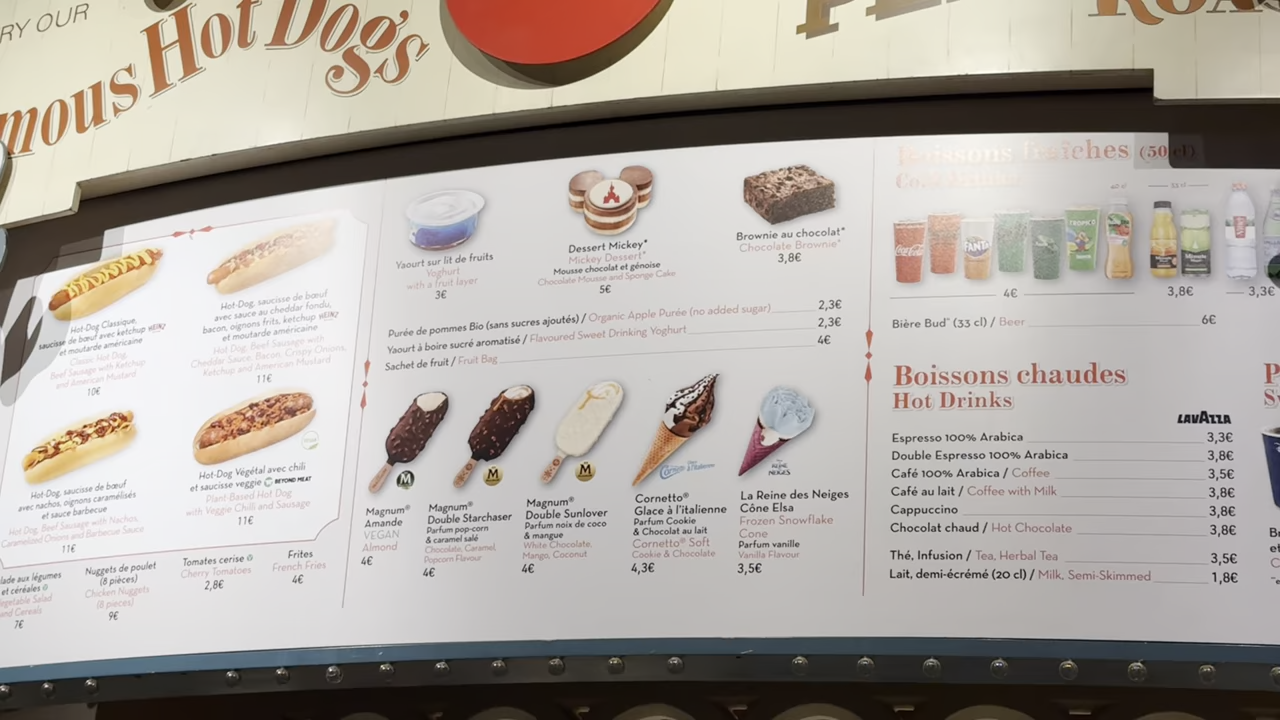 RY OUR
mous Hot Dogs
Hot-Dog Classique,
saucisse de bœuf avec ketchup HEINZ
et moutarde américaine
Classic Hot Dog,
Beef Sausage with Ketchup
and American Mustard
10€
Hot-Dog, saucisse de bœuf
avec sauce au cheddar fondu,
bacon, oignons frits, ketchup HEINZ
et moutarde américaine
Hot Dog, Beef Sausage with
Cheddar Sauce, Bacon, Crispy Onions,
Ketchup and American Mustard
11€
Hot-Dog, saucisse de bœuf
avec nachos, oignons caramélisés
et sauce barbecue
Hot Dog, Beef Sausage with Nachos,
Caramelized Onions and Barbecue Sauce
11€
Hot-Dog Végétal avec chili
et saucisse veggie BEYOND MEAT
Plant-Based Hot Dog
with Veggie Chilli and Sausage
11€
lade aux légumes
et céréales
egetable Salad
and Cereals
7€
Nuggets de poulet
(8 pièces)
Chicken Nuggets
(8 pieces)
9€
Tomates cerise
Cherry Tomatoes
2,8€
Frites
French Fries
4€
Yaourt sur lit de fruits
Yoghurt
with a fruit layer
3€
Dessert Mickey*
Mickey Dessert*
Mousse chocolat et génoise
Chocolate Mousse and Sponge Cake
5€
Brownie au chocolat*
Chocolate Brownie*
3,8€
Purée de pommes Bio (sans sucres ajoutés) / Organic Apple Purée (no added sugar) 2,3€
Yaourt à boire sucré aromatisé / Flavoured Sweet Drinking Yoghurt 2,3€
Sachet de fruit / Fruit Bag 4€
Magnum®
Amande
VEGAN
Almond
4€
Magnum®
Double Starchaser
Parfum pop-corn
& caramel salé
Chocolate, Caramel,
Popcorn Flavour
4€
Magnum®
Double Sunlover
Parfum noix de coco
& mangue
White Chocolate,
Mango, Coconut
4€
Cornetto®
Glace à l'italienne
Parfum Cookie
& Chocolat au lait
Cornetto® Soft
Cookie & Chocolate
4,3€
REINE
NEIGES
La Reine des Neiges
Cône Elsa
Frozen Snowflake
Cone
Parfum vanille
Vanilla Flavour
3,5€
Boissons fraîches (50 cl)
Coca-Cola
FANTA
TROPICO
4€
3,8€
3,3€
Bière Bud® (33 cl) / Beer 6€
Boissons chaudes
Hot Drinks
LAVAZZA
Espresso 100% Arabica 3,3€
Double Espresso 100% Arabica 3,8€
Café 100% Arabica / Coffee 3,5€
Café au lait / Coffee with Milk 3,8€
Cappuccino 3,8€
Chocolat chaud / Hot Chocolate 3,8€
Thé, Infusion / Tea, Herbal Tea 3,5€
Lait, demi-écrémé (20 cl) / Milk, Semi-Skimmed 1,8€